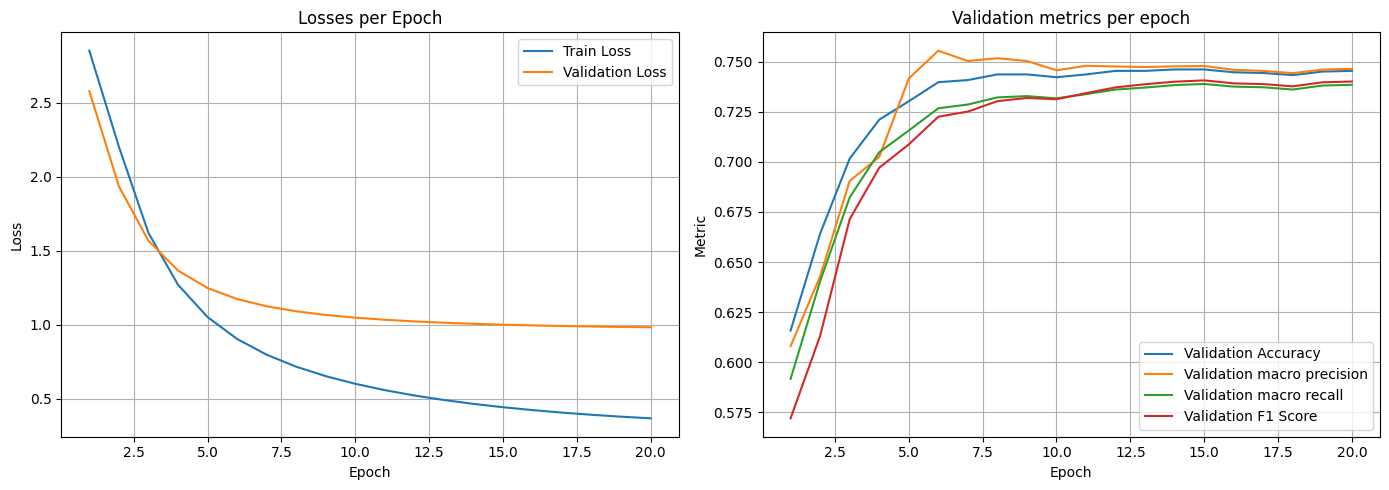 Losses per Epoch
Train Loss
Validation Loss
2.5
2.0
1.5
1.0
0.5
2.5
5.0
7.5
10.0
12.5
15.0
17.5
20.0
Loss
Epoch
Validation metrics per epoch
0.750
0.725
0.700
0.675
0.650
0.625
0.600
0.575
Metric
Validation Accuracy
Validation macro precision
Validation macro recall
Validation F1 Score
2.5
5.0
7.5
10.0
12.5
15.0
17.5
20.0
Epoch